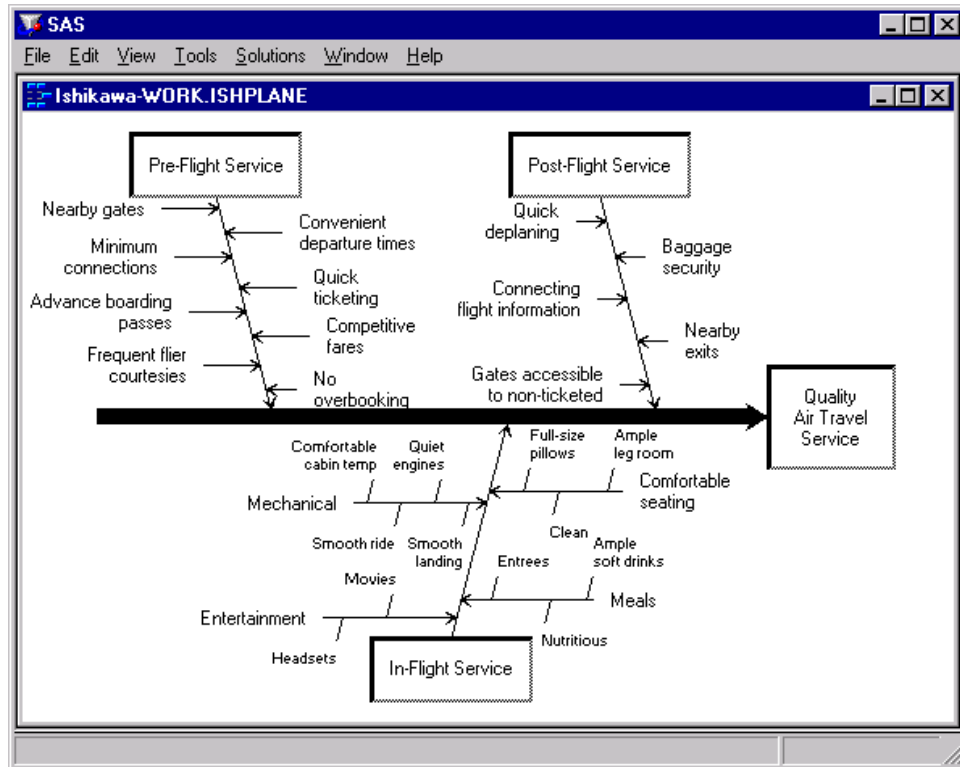 SAS
File Edit View Tools Solutions Window Help
Ishikawa-WORK.ISHPLANE
Pre-Flight Service
Post-Flight Service
Nearby gates
Convenient
departure times
Minimum
connections
Quick
ticketing
Advance boarding
passes
Competitive
fares
Frequent flier
courtesies
No
overbooking
Quick
deplaning
Baggage
security
Connecting
flight information
Nearby
exits
Gates accessible
to non-ticketed
Quality
Air Travel
Service
Comfortable
cabin temp
Quiet
engines
Mechanical
Smooth ride
Smooth
landing
Full-size
pillows
Ample
leg room
Comfortable
seating
Clean
Movies
Entertainment
Headsets
Entrees
Ample
soft drinks
Meals
Nutritious
In-Flight Service